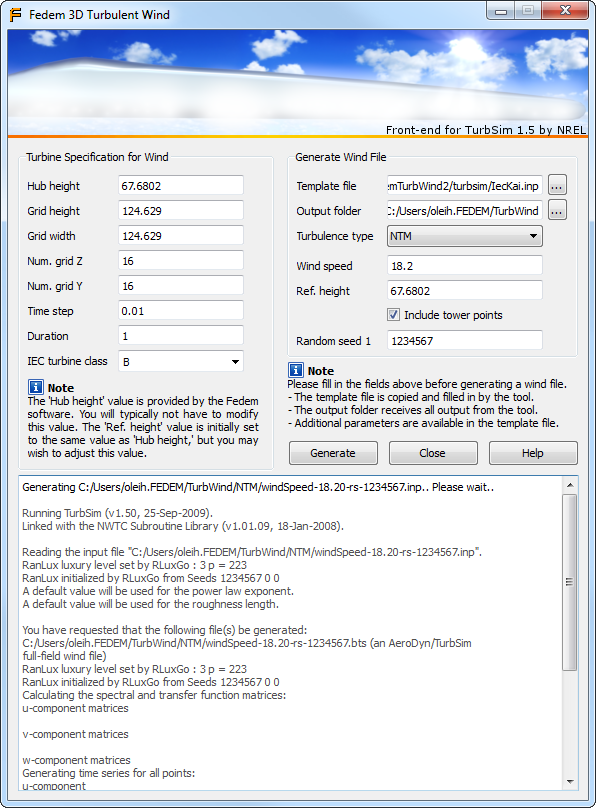 Fedem 3D Turbulent Wind
Front-end for TurbSim 1.5 by NREL
Turbine Specification for Wind
Hub height 67.6802
Grid height 124.629
Grid width 124.629
Num. grid Z 16
Num. grid Y 16
Time step 0.01
Duration 1
IEC turbine class B
Note
The 'Hub height' value is provided by the Fedem
software. You will typically not have to modify
this value. The 'Ref. height' value is initially set
to the same value as 'Hub height,' but you may
wish to adjust this value.
Generate Wind File
Template file emTurbWind2/turbsim/IecKai.inp ...
Output folder C:/Users/oleih.FEDEM/TurbWind ...
Turbulence type NTM
Wind speed 18.2
Ref. height 67.6802
Include tower points
Random seed 1 1234567
Note
Please fill in the fields above before generating a wind file.
- The template file is copied and filled in by the tool.
- The output folder receives all output from the tool.
- Additional parameters are available in the template file.
Generate Close Help
Generating C:/Users/oleih.FEDEM/TurbWind/NTM/windSpeed-18.20-rs-1234567.inp.. Please wait..
Running TurbSim (v1.50, 25-Sep-2009).
Linked with the NWTC Subroutine Library (v1.01.09, 18-Jan-2008).
Reading the input file "C:/Users/oleih.FEDEM/TurbWind/NTM/windSpeed-18.20-rs-1234567.inp".
RanLux luxury level set by RLuxGo : 3 p = 223
RanLux initialized by RLuxGo from Seeds 1234567 0 0
A default value will be used for the power law exponent.
A default value will be used for the roughness length.
You have requested that the following file(s) be generated:
C:/Users/oleih.FEDEM/TurbWind/NTM/windSpeed-18.20-rs-1234567.bts (an AeroDyn/TurbSim
full-field wind file)
RanLux luxury level set by RLuxGo : 3 p = 223
RanLux initialized by RLuxGo from Seeds 1234567 0 0
Calculating the spectral and transfer function matrices:
u-component matrices
v-component matrices
w-component matrices
Generating time series for all points:
u-component